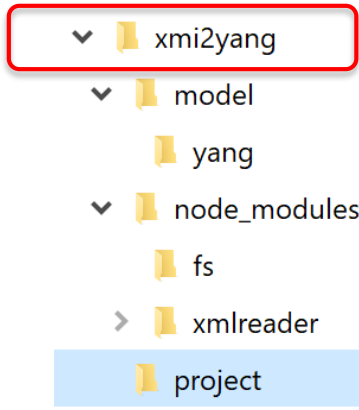 xmi2yang
model
yang
node_modules
fs
xmlreader
project